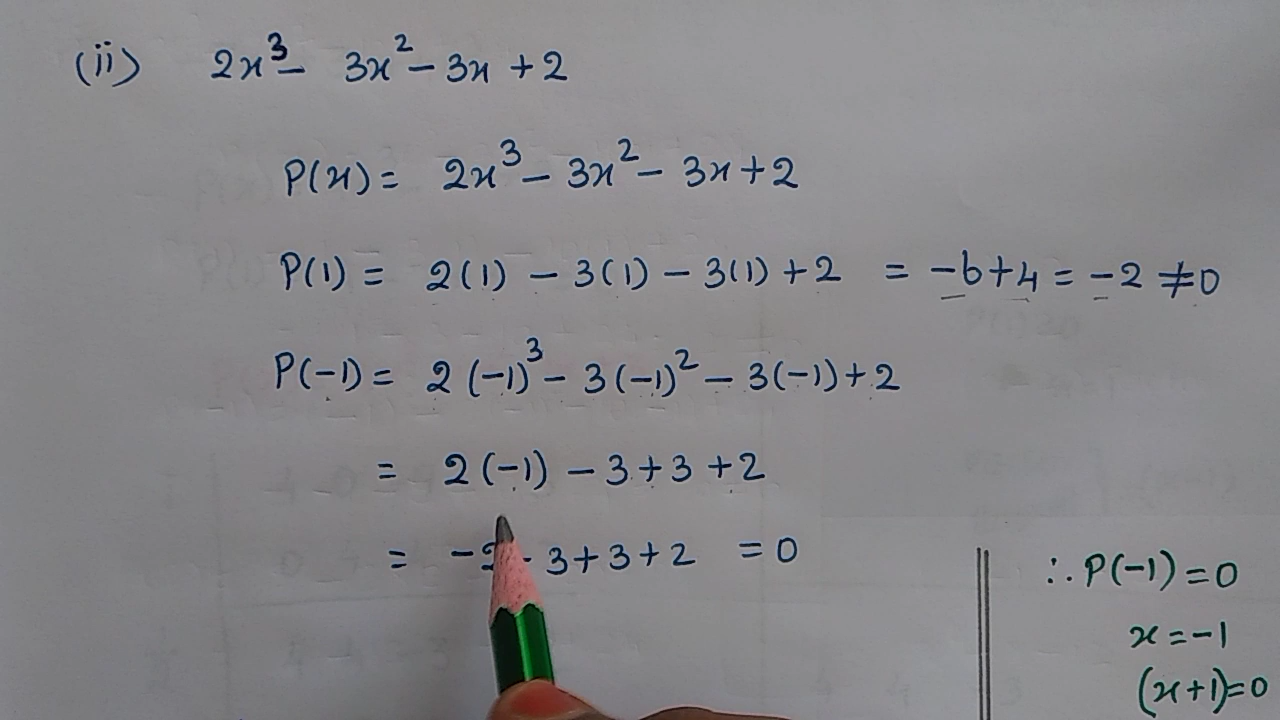 (ii) 2x³ - 3x² - 3x + 2
P(x) = 2x³ - 3x² - 3x + 2
P(1) = 2(1) - 3(1) - 3(1) + 2 = -6+4 = -2 ≠ 0
P(-1) = 2(-1)³ - 3(-1)² - 3(-1) + 2
= 2(-1) - 3 + 3 + 2
= -2 - 3 + 3 + 2 = 0
∴ P(-1) = 0
x = -1
(x+1) = 0